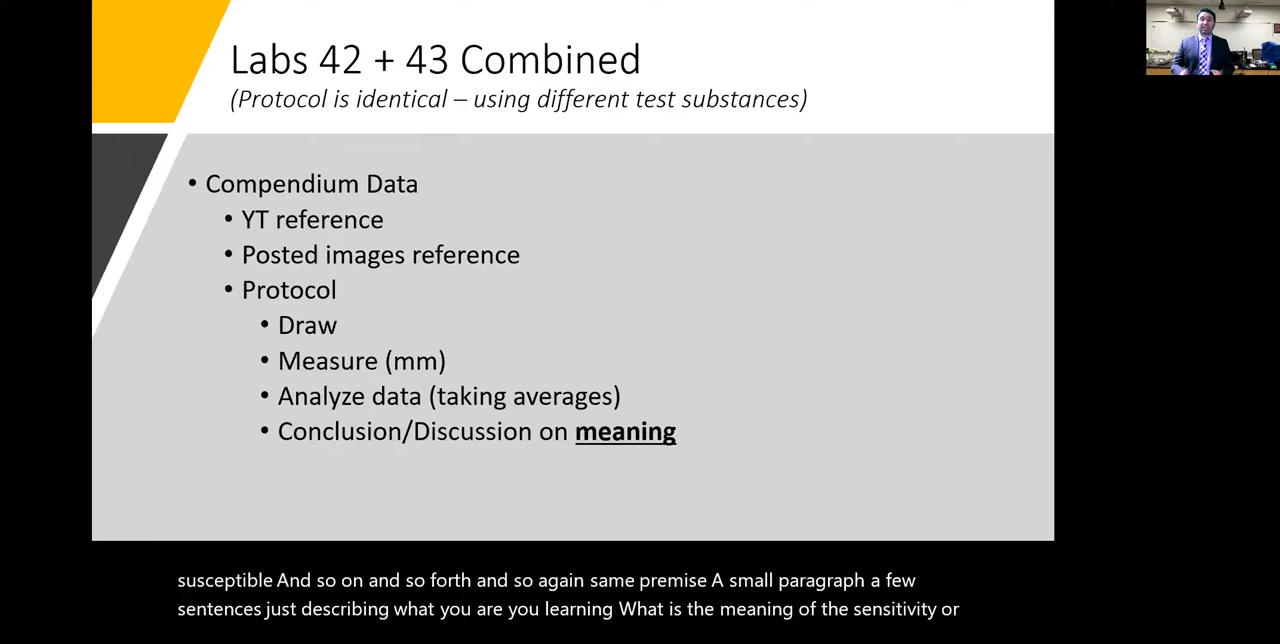 Labs 42 + 43 Combined
(Protocol is identical – using different test substances)
• Compendium Data
• YT reference
• Posted images reference
• Protocol
• Draw
• Measure (mm)
• Analyze data (taking averages)
• Conclusion/Discussion on meaning
susceptible And so on and so forth and so again same premise A small paragraph a few
sentences just describing what you are you learning What is the meaning of the sensitivity or